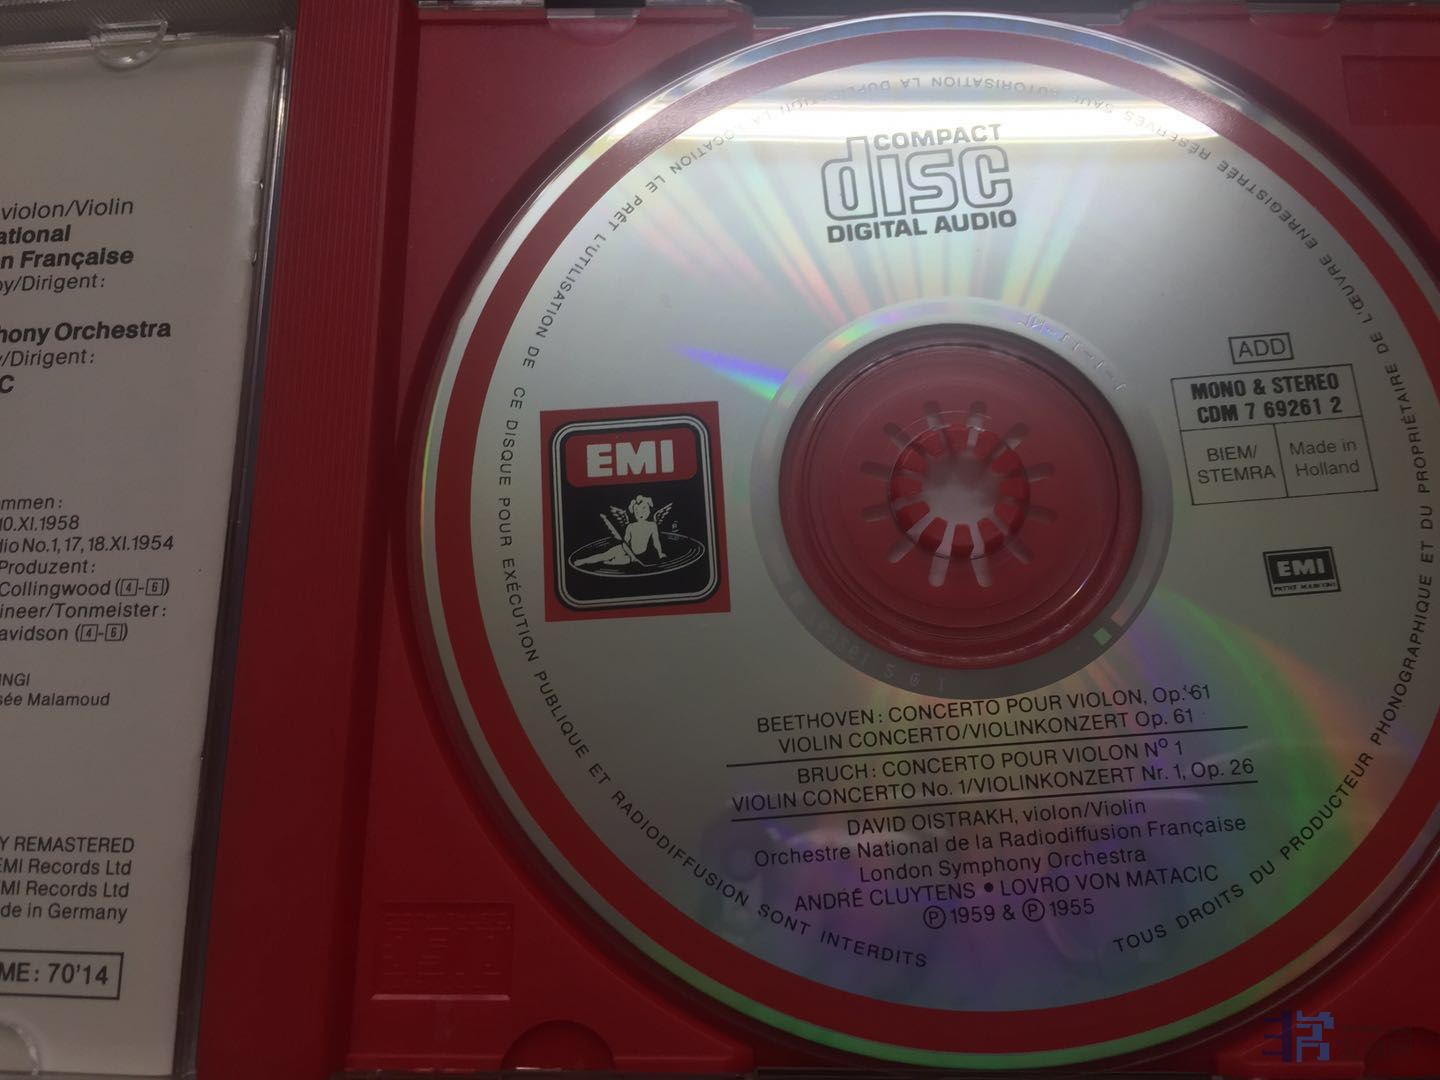 violon/Violin
ational
n Française
by/Dirigent:
hony Orchestra
y/Dirigent:
C
ommen:
10.XI.1958
dio No.1, 17, 18.XI.1954
Produzent:
Collingwood (4-6)
ineer/Tonmeister:
avidson (4-6)
INGI
sée Malamoud
Y REMASTERED
EMI Records Ltd
EMI Records Ltd
de in Germany
ME: 70'14
COMPACT
disc
DIGITAL AUDIO
TOUS DROITS DU PRODUCTEUR PHONOGRAPHIQUE ET DU PROPRIÉTAIRE DE L'ŒUVRE ENREGISTRÉE RÉSERVÉS SAUF AUTORISATION LA DUPLICATION LA LOCATION LE PRÊT L'UTILISATION DE CE DISQUE POUR EXÉCUTION PUBLIQUE ET RADIODIFFUSION SONT INTERDITS
EMI
ADD
MONO & STEREO
CDM 7 69261 2
BIEM/
STEMRA
Made in
Holland
EMI
PATHE MARCONI
BEETHOVEN: CONCERTO POUR VIOLON, Op. 61
VIOLIN CONCERTO/VIOLINKONZERT Op. 61
BRUCH: CONCERTO POUR VIOLON Nº 1
VIOLIN CONCERTO No. 1/VIOLINKONZERT Nr. 1, Op. 26
DAVID OISTRAKH, violon/Violin
Orchestre National de la Radiodiffusion Française
London Symphony Orchestra
ANDRÉ CLUYTENS • LOVRO VON MATACIC
Ⓟ 1959 & Ⓟ 1955